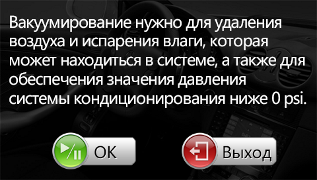 Вакуумирование нужно для удаления
воздуха и испарения влаги, которая
может находиться в системе, а также для
обеспечения значения давления
системы кондиционирования ниже 0 psi.
OK
Выход